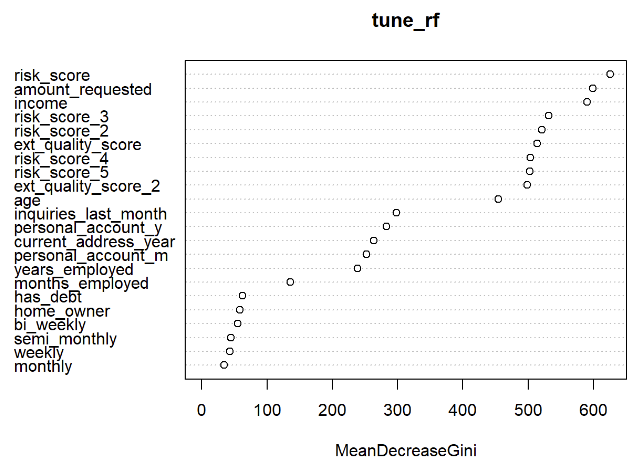 tune_rf
risk_score
amount_requested
income
risk_score_3
risk_score_2
ext_quality_score
risk_score_4
risk_score_5
ext_quality_score_2
age
inquiries_last_month
personal_account_y
current_address_year
personal_account_m
years_employed
months_employed
has_debt
home_owner
bi_weekly
semi_monthly
weekly
monthly
0 100 200 300 400 500 600
MeanDecreaseGini